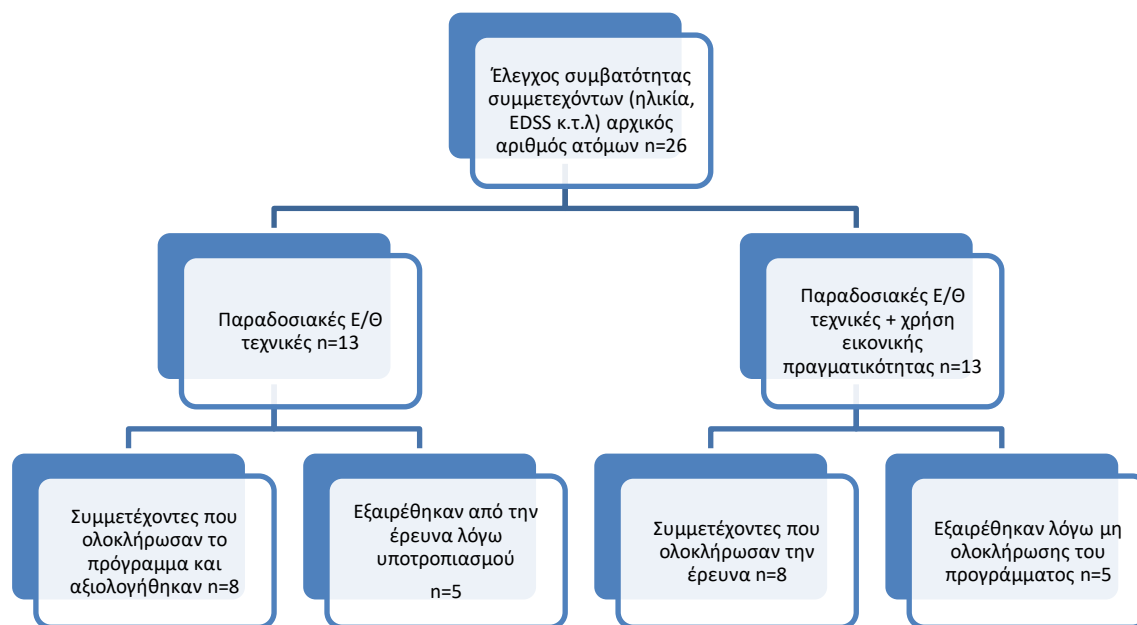 Έλεγχος συμβατότητας
συμμετεχόντων (ηλικία,
EDSS κ.τ.λ) αρχικός
αριθμός ατόμων n=26
Παραδοσιακές Ε/Θ
τεχνικές n=13
Παραδοσιακές Ε/Θ
τεχνικές + χρήση
εικονικής
πραγματικότητας n=13
Συμμετέχοντες που
ολοκλήρωσαν το
πρόγραμμα και
αξιολογήθηκαν n=8
Εξαιρέθηκαν από την
έρευνα λόγω
υποτροπιασμού
n=5
Συμμετέχοντες που
ολοκλήρωσαν την
έρευνα n=8
Εξαιρέθηκαν λόγω μη
ολοκλήρωσης του
προγράμματος n=5